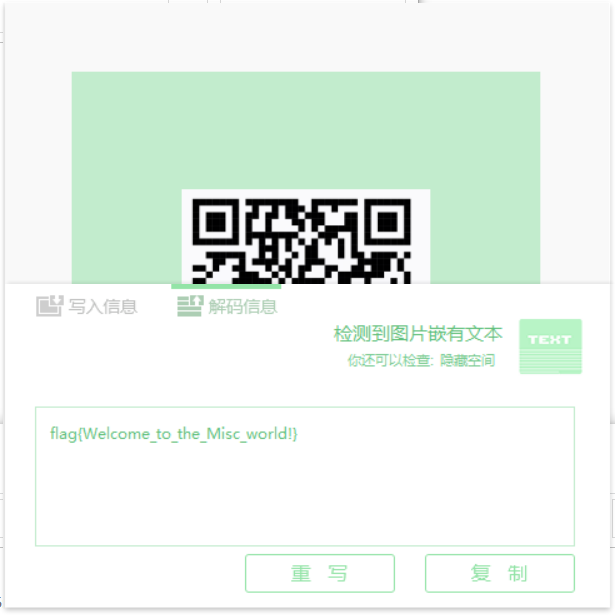 写入信息
解码信息
检测到图片嵌有文本
TEXT
你还可以检查: 隐藏空间
flag{Welcome_to_the_Misc_world!}
重 写
复 制